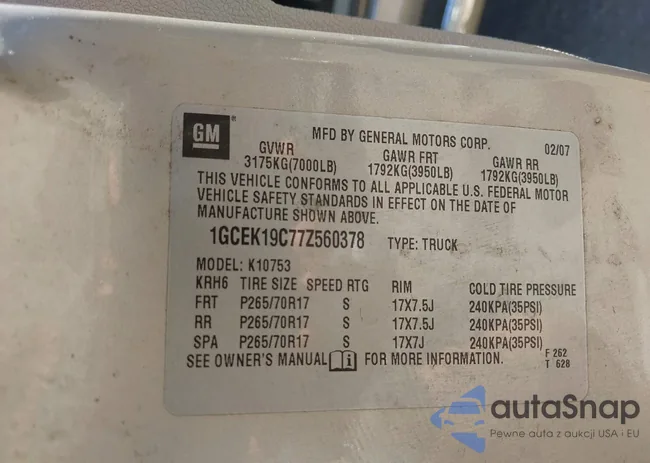 GM ®
MFD BY GENERAL MOTORS CORP. 02/07
GVWR GAWR FRT GAWR RR
3175KG(7000LB) 1792KG(3950LB) 1792KG(3950LB)
THIS VEHICLE CONFORMS TO ALL APPLICABLE U.S. FEDERAL MOTOR
VEHICLE SAFETY STANDARDS IN EFFECT ON THE DATE OF
MANUFACTURE SHOWN ABOVE.
1GCEK19C77Z560378 TYPE: TRUCK
MODEL: K10753
KRH6 TIRE SIZE SPEED RTG RIM COLD TIRE PRESSURE
FRT P265/70R17 S 17X7.5J 240KPA(35PSI)
RR P265/70R17 S 17X7.5J 240KPA(35PSI)
SPA P265/70R17 S 17X7J 240KPA(35PSI)
SEE OWNER'S MANUAL i FOR MORE INFORMATION.
F 262
T 628
autaSnap
Pewne auta z aukcji USA i EU